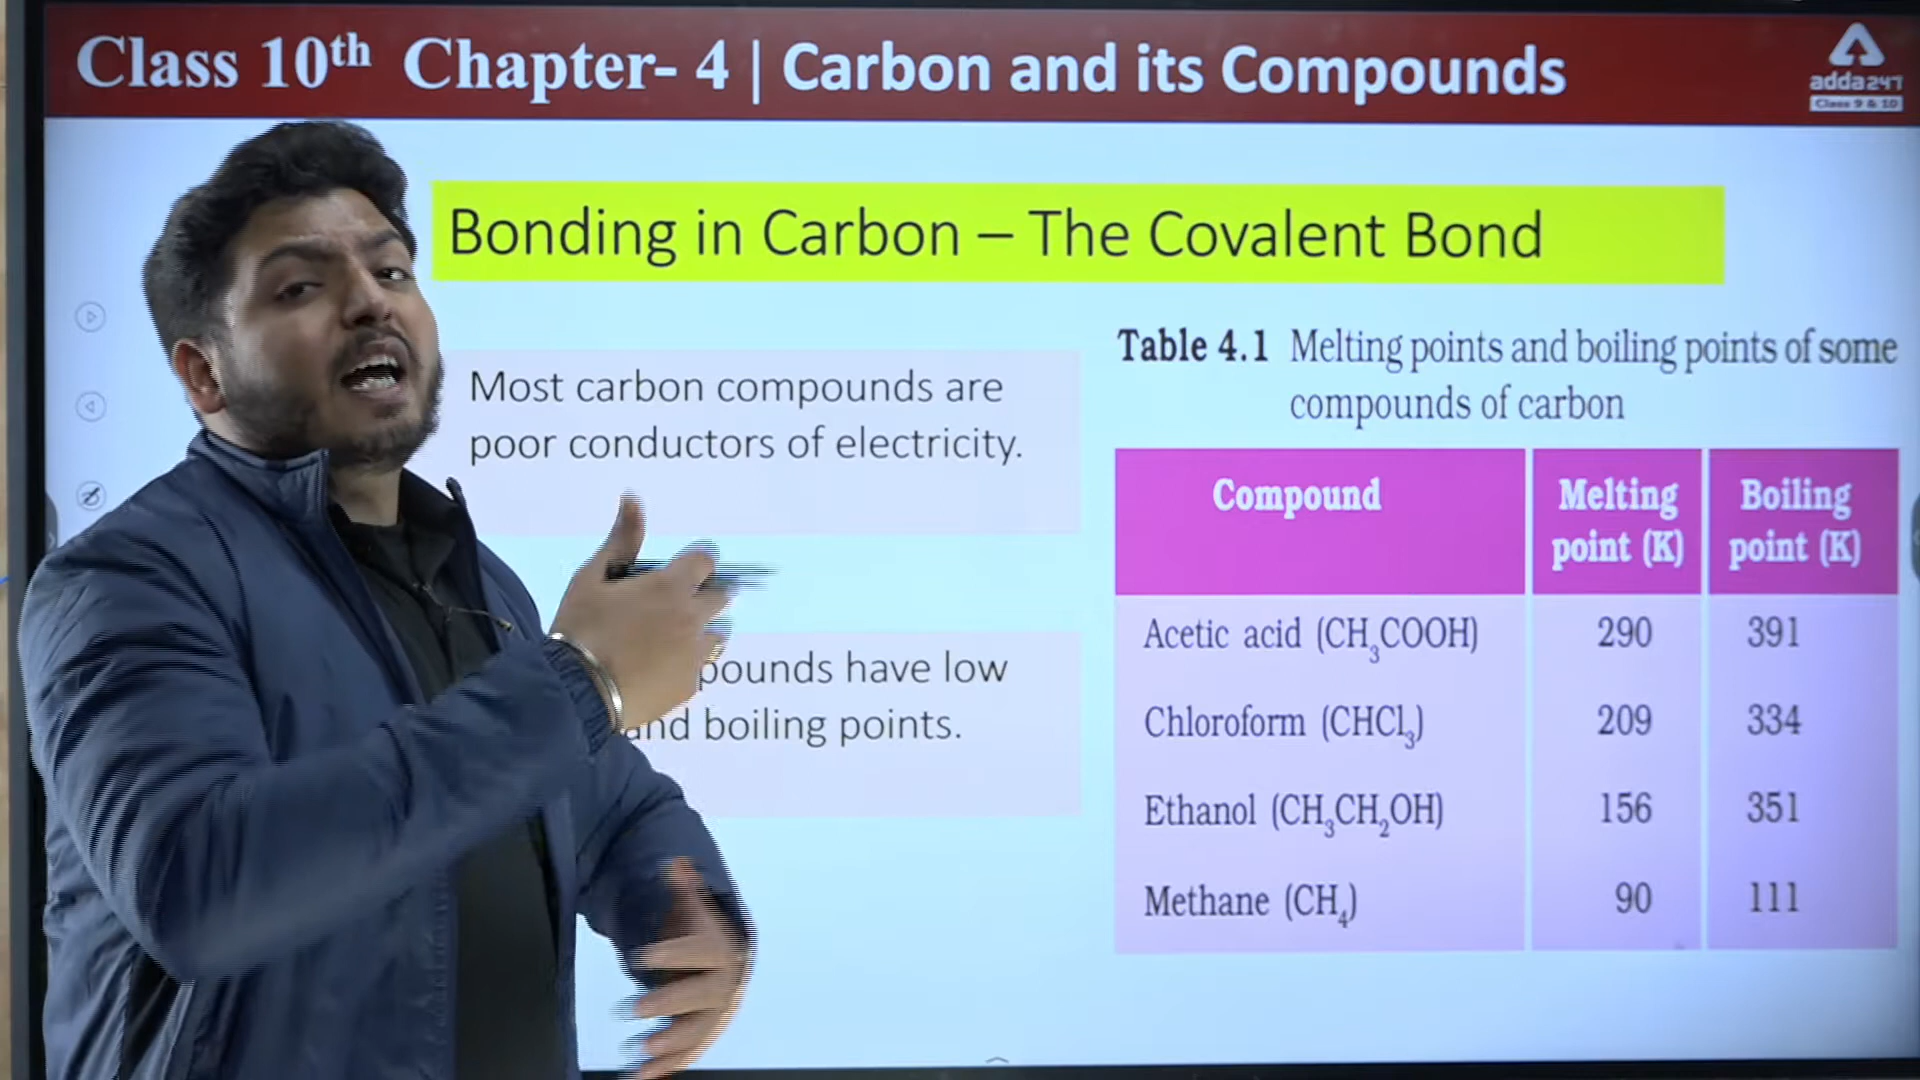 Class 10th Chapter- 4 | Carbon and its Compounds
adda247
Class 9 & 10
Bonding in Carbon – The Covalent Bond
Most carbon compounds are
poor conductors of electricity.
pounds have low
and boiling points.
Table 4.1 Melting points and boiling points of some
compounds of carbon
Compound Melting point (K) Boiling point (K)
Acetic acid (CH₃COOH) 290 391
Chloroform (CHCl₃) 209 334
Ethanol (CH₃CH₂OH) 156 351
Methane (CH₄) 90 111